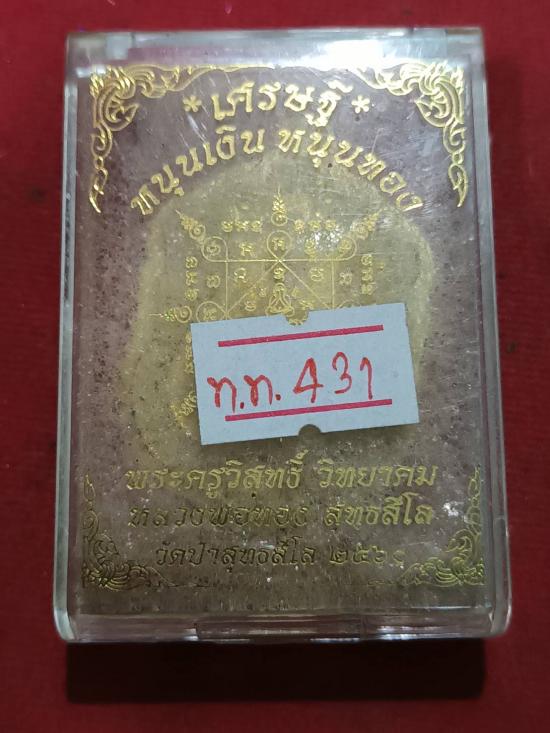 * เศรษฐี *
หนุนเงิน หนุนทอง
ท.ท. 431
พระครูวิสุทธิ์ วิทยาคม
หลวงพ่อทอง สุทธสีโล
วัดป่าสุทธสีโล